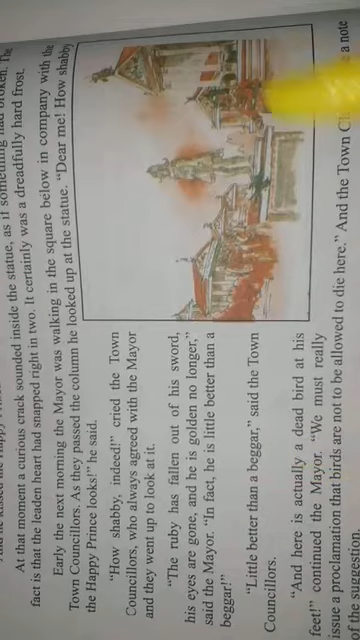 At that moment a curious crack sounded inside the statue, as if something had broken. The
fact is that the leaden heart had snapped right in two. It certainly was a dreadfully hard frost.
Early the next morning the Mayor was walking in the square below in company with the
Town Councillors. As they passed the column he looked up at the statue. "Dear me! How shabby
the Happy Prince looks!" he said.
"How shabby, indeed!" cried the Town
Councillors, who always agreed with the Mayor
and they went up to look at it.
"The ruby has fallen out of his sword,
his eyes are gone, and he is golden no longer,"
said the Mayor. "In fact, he is little better than a
beggar!"
"Little better than a beggar," said the Town
Councillors.
"And here is actually a dead bird at his
feet!" continued the Mayor. "We must really
issue a proclamation that birds are not to be allowed to die here." And the Town a note
of the suggestion.